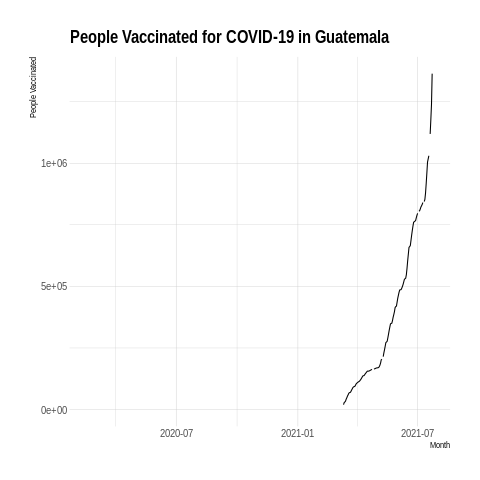 People Vaccinated for COVID-19 in Guatemala
People Vaccinated
1e+06
5e+05
0e+00
2020-07
2021-01
2021-07
Month